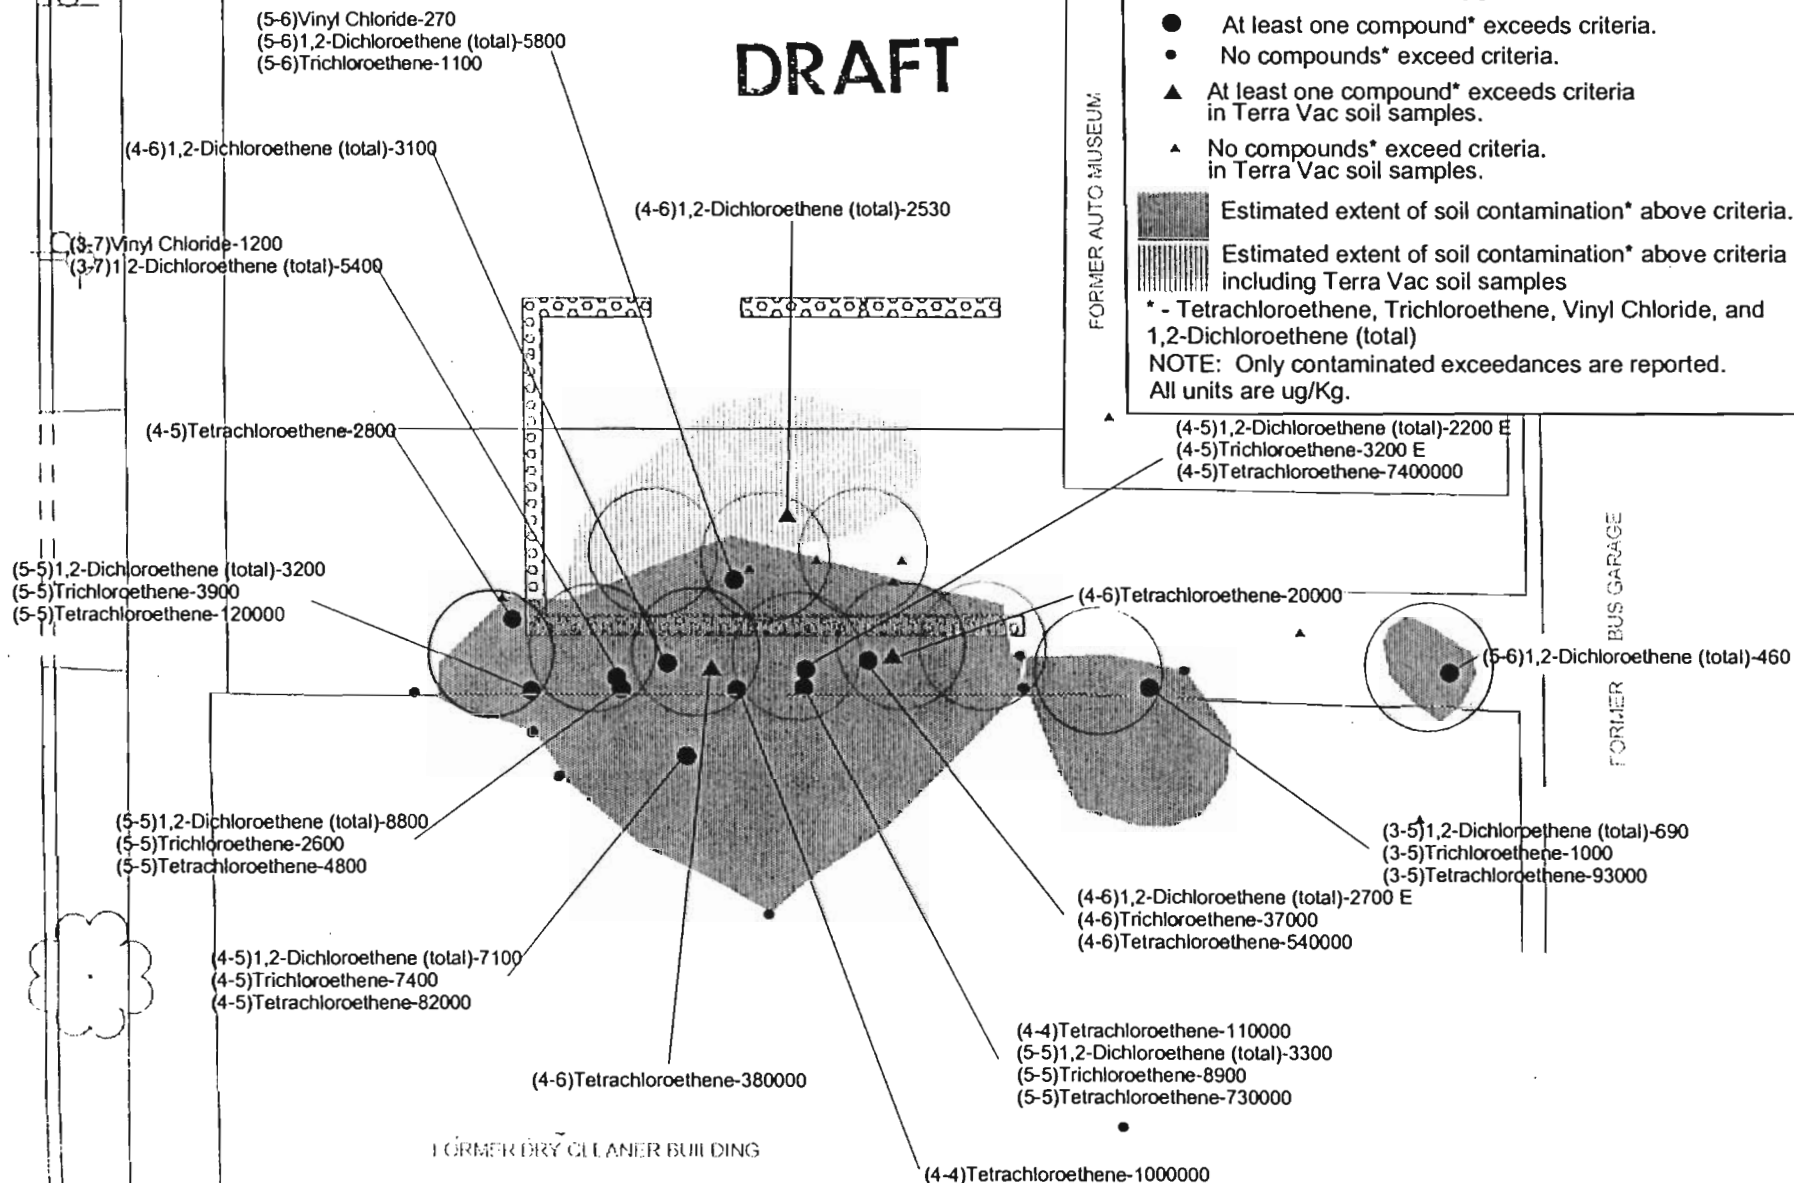 (5-6)Vinyl Chloride-270
(5-6)1,2-Dichloroethene (total)-5800
(5-6)Trichloroethene-1100
DRAFT
At least one compound* exceeds criteria.
No compounds* exceed criteria.
At least one compound* exceeds criteria
in Terra Vac soil samples.
No compounds* exceed criteria.
in Terra Vac soil samples.
Estimated extent of soil contamination* above criteria.
Estimated extent of soil contamination* above criteria
including Terra Vac soil samples
* - Tetrachloroethene, Trichloroethene, Vinyl Chloride, and
1,2-Dichloroethene (total)
NOTE: Only contaminated exceedances are reported.
All units are ug/Kg.
FORMER AUTO MUSEUM
(4-6)1,2-Dichloroethene (total)-3100
(4-6)1,2-Dichloroethene (total)-2530
(3-7)Vinyl Chloride-1200
(3-7)1,2-Dichloroethene (total)-5400
(4-5)Tetrachloroethene-2800
(4-5)1,2-Dichloroethene (total)-2200 E
(4-5)Trichloroethene-3200 E
(4-5)Tetrachloroethene-7400000
(5-5)1,2-Dichloroethene (total)-3200
(5-5)Trichloroethene-3900
(5-5)Tetrachloroethene-120000
(4-6)Tetrachloroethene-20000
(5-6)1,2-Dichloroethene (total)-460
FORMER BUS GARAGE
(5-5)1,2-Dichloroethene (total)-8800
(5-5)Trichloroethene-2600
(5-5)Tetrachloroethene-4800
(3-5)1,2-Dichloroethene (total)-690
(3-5)Trichloroethene-1000
(3-5)Tetrachloroethene-93000
(4-6)1,2-Dichloroethene (total)-2700 E
(4-6)Trichloroethene-37000
(4-6)Tetrachloroethene-540000
(4-5)1,2-Dichloroethene (total)-7100
(4-5)Trichloroethene-7400
(4-5)Tetrachloroethene-82000
(4-4)Tetrachloroethene-110000
(5-5)1,2-Dichloroethene (total)-3300
(5-5)Trichloroethene-8900
(5-5)Tetrachloroethene-730000
(4-6)Tetrachloroethene-380000
FORMER DRY CLEANER BUILDING
(4-4)Tetrachloroethene-1000000